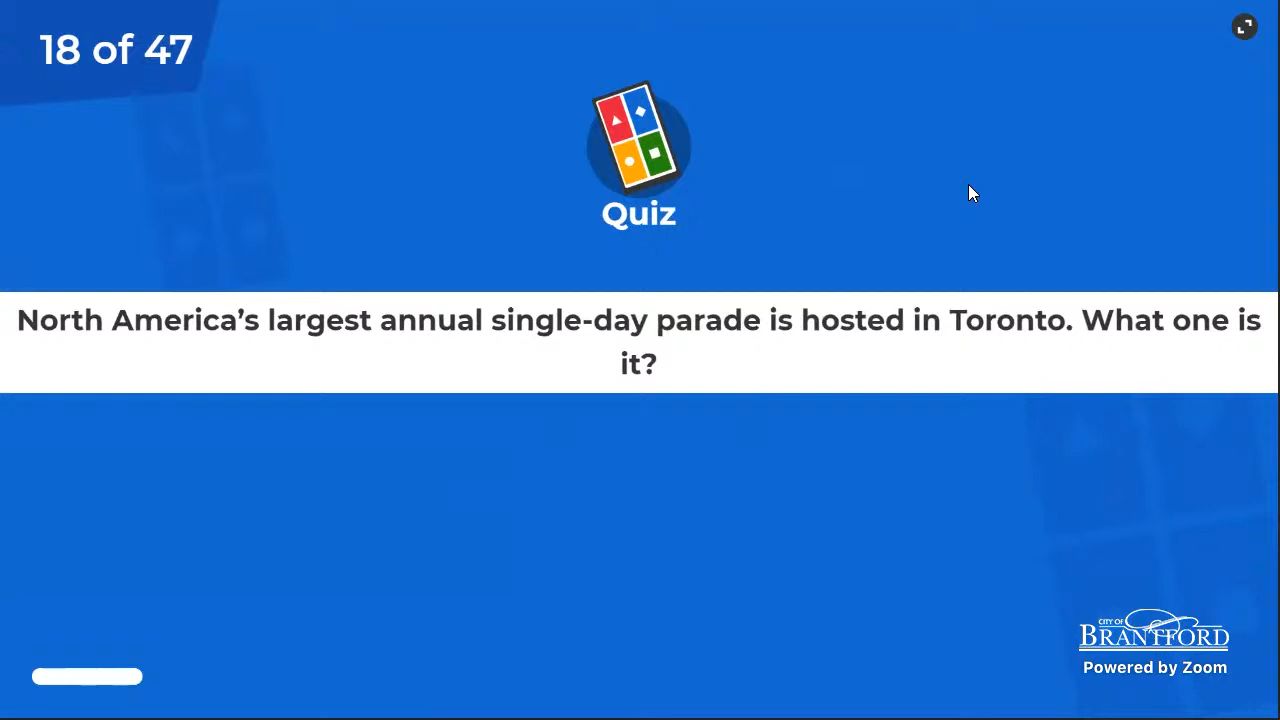 18 of 47
Quiz
North America’s largest annual single-day parade is hosted in Toronto. What one is
it?
CITY OF
BRANTFORD
Powered by Zoom